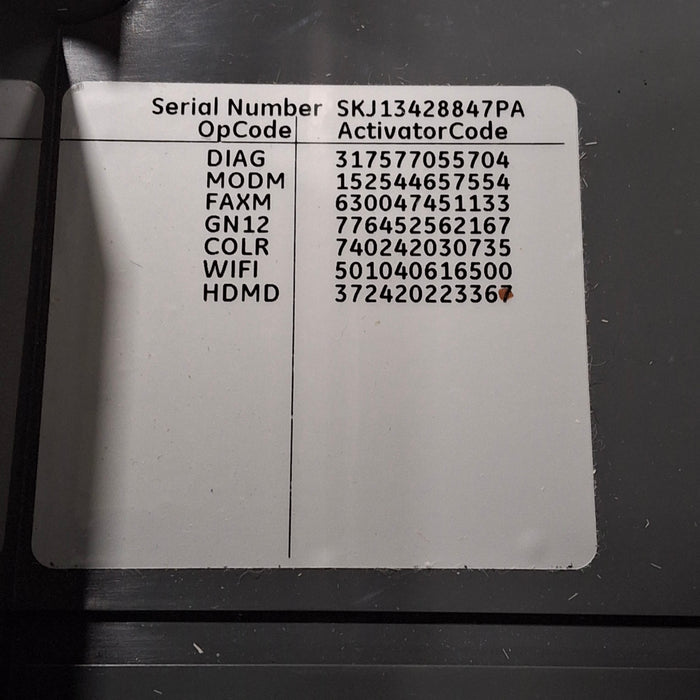 Serial Number SKJ13428847PA
OpCode ActivatorCode
DIAG 317577055704
MODM 152544657554
FAXM 630047451133
GN12 776452562167
COLR 740242030735
WIFI 501040616500
HDMD 372420223367